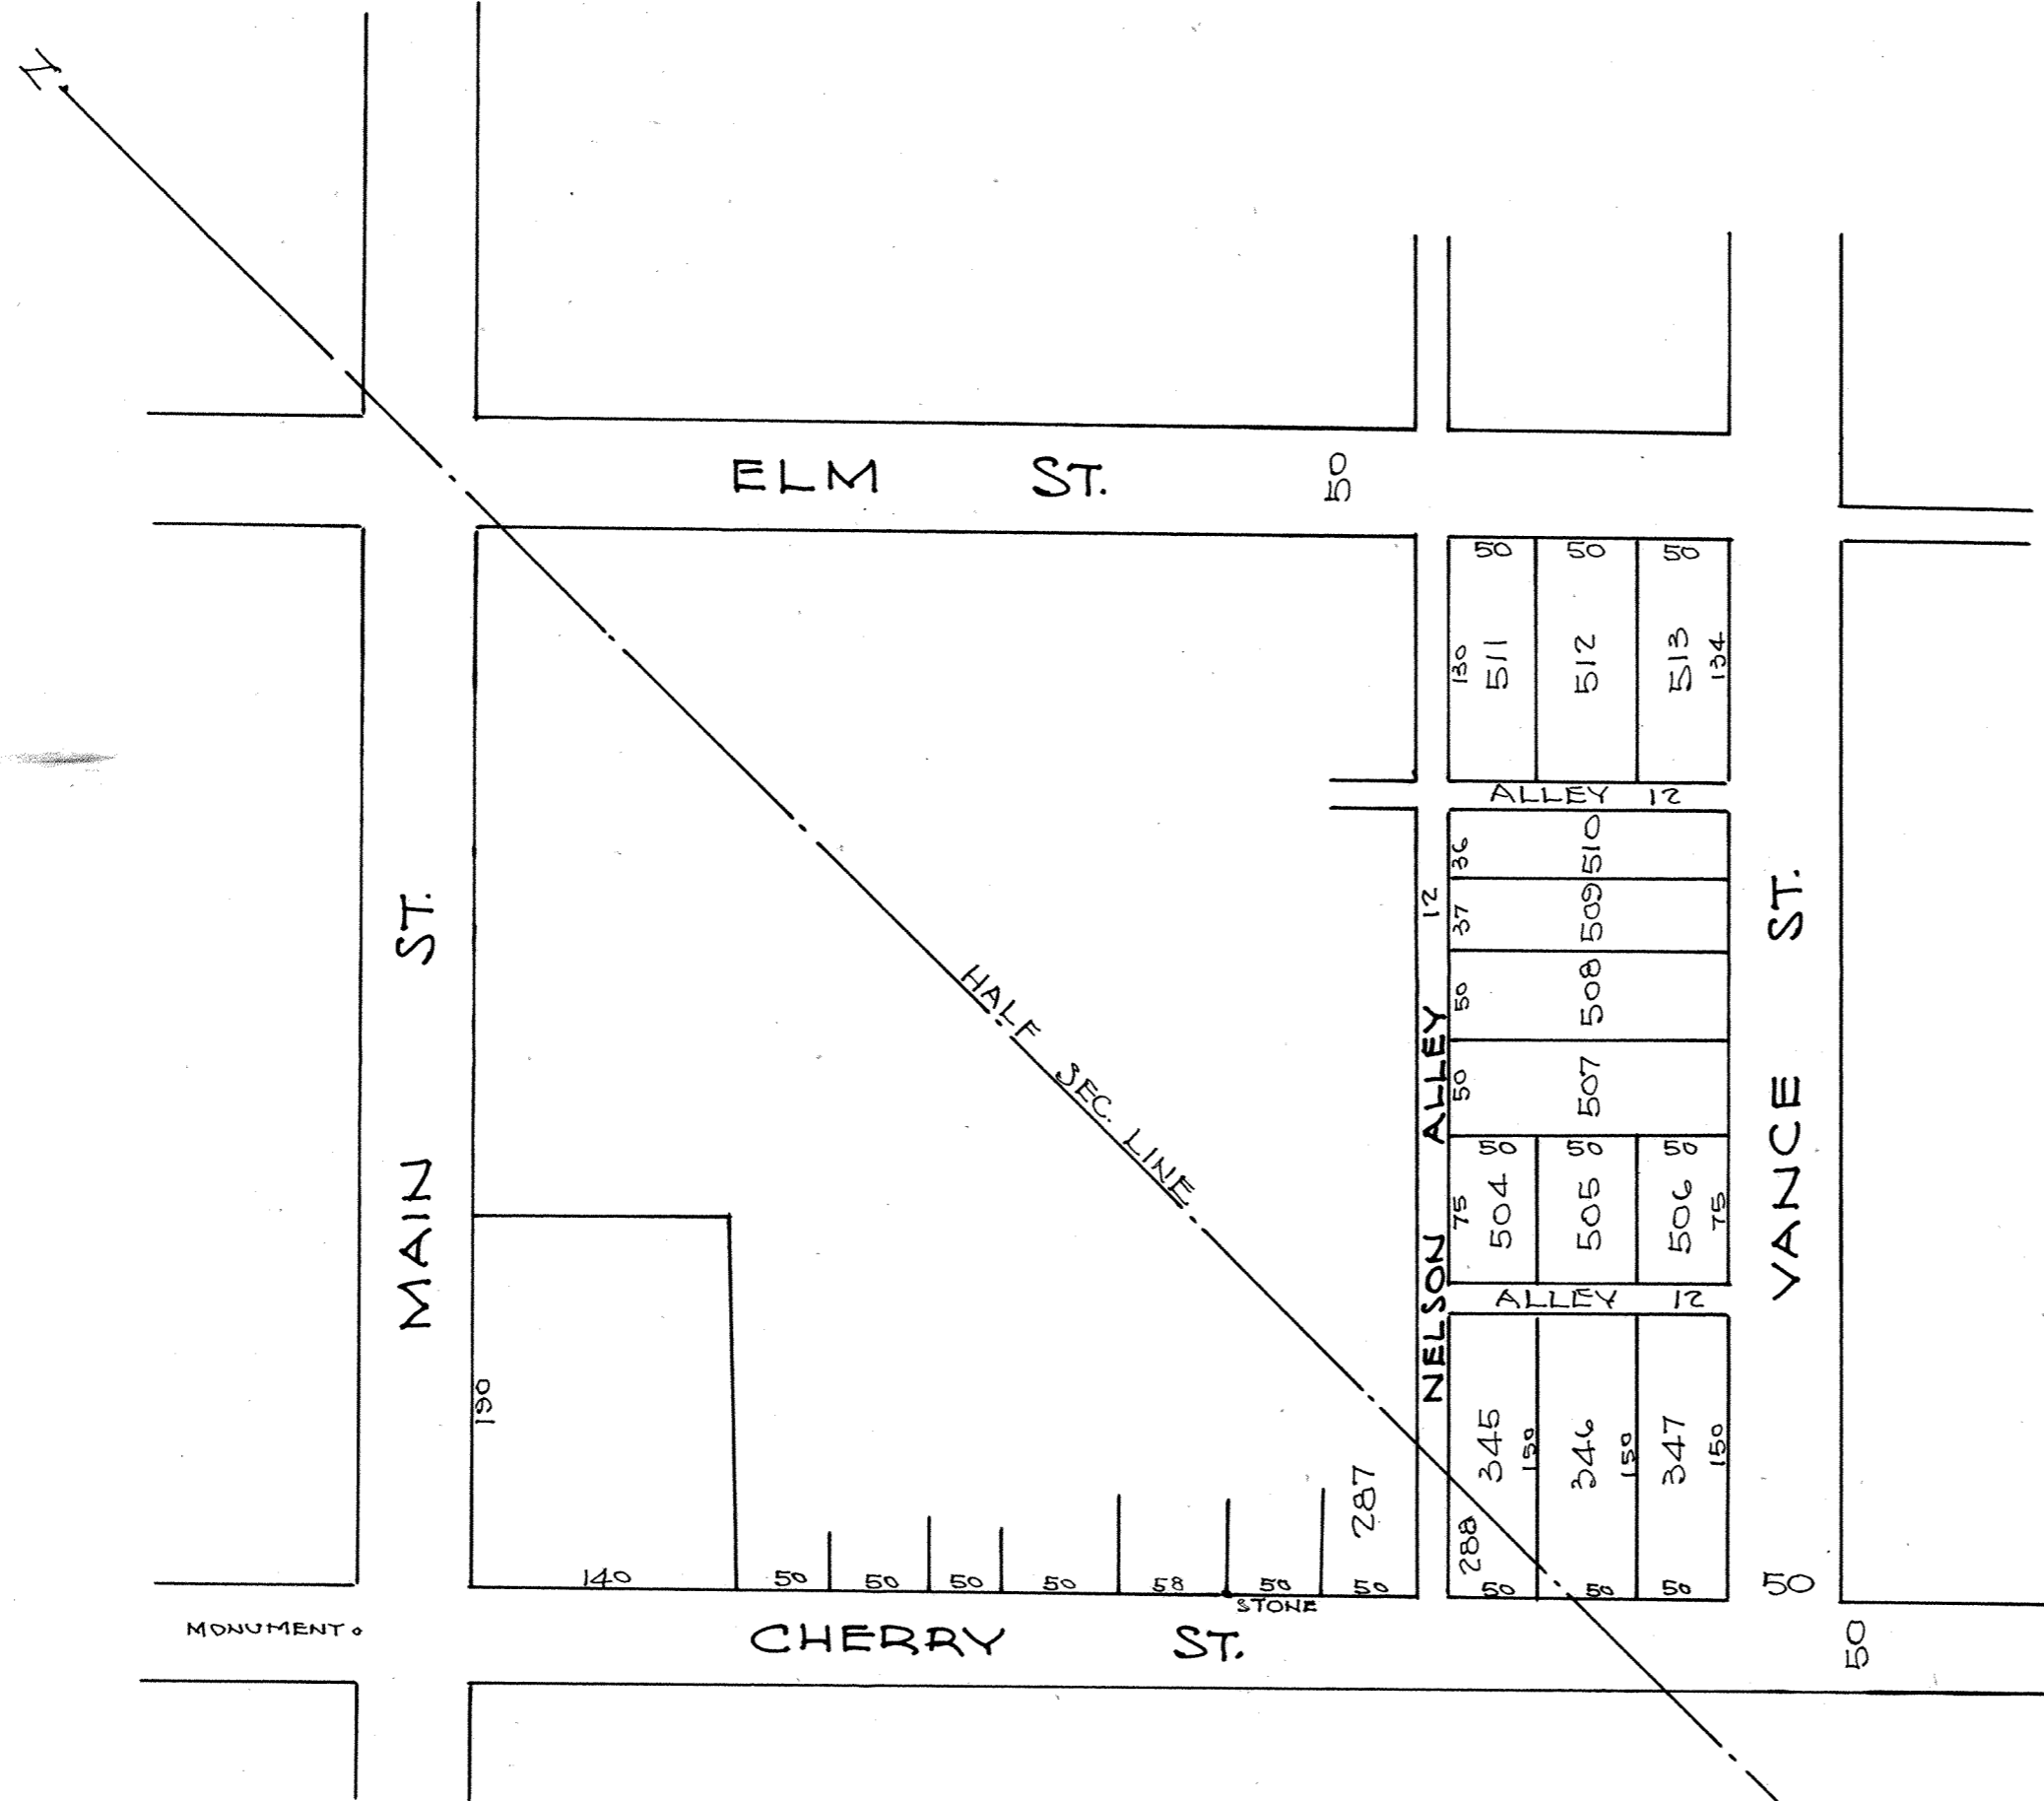 N
ELM ST.
50
50 50 50
130
511
512
513
134
ALLEY 12
36
510
37
509
50
508
50
507
12
NELSON ALLEY
MAIN ST.
VANCE ST.
HALF SEC. LINE
50 50 50
75
504
505
506
75
ALLEY 12
190
345
150
346
150
347
150
287
288
140 50 50 50 50 58 50 50 50 50 50
50
STONE
MONUMENT
CHERRY ST.
50